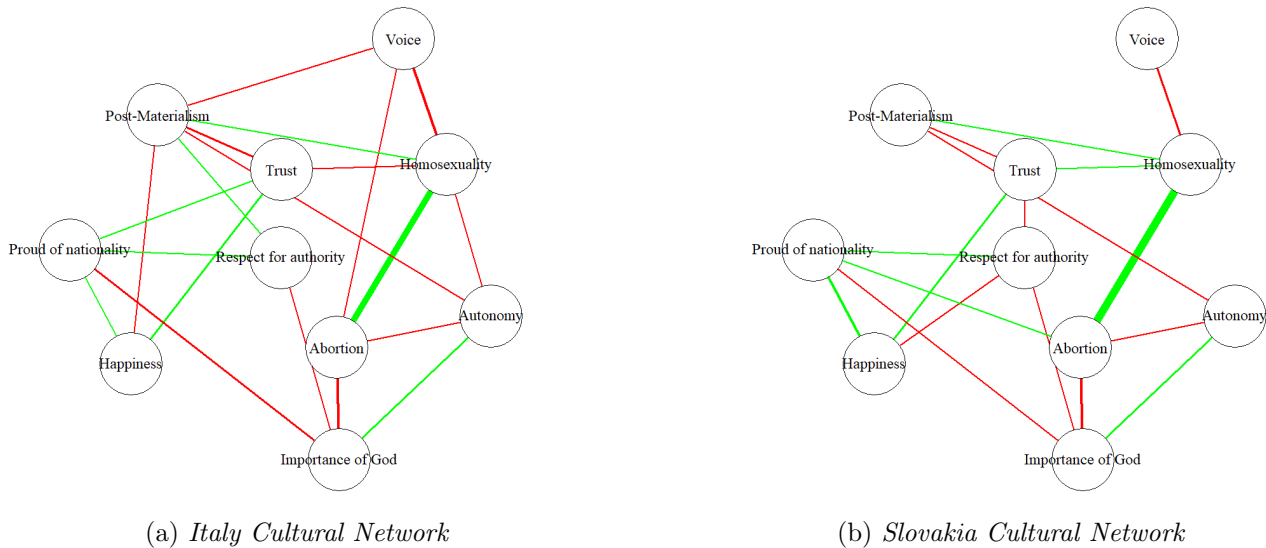 Voice
Post-Materialism
Trust
Homosexuality
Proud of nationality
Respect for authority
Autonomy
Abortion
Happiness
Importance of God
(a) Italy Cultural Network
Voice
Post-Materialism
Trust
Homosexuality
Proud of nationality
Respect for authority
Autonomy
Abortion
Happiness
Importance of God
(b) Slovakia Cultural Network